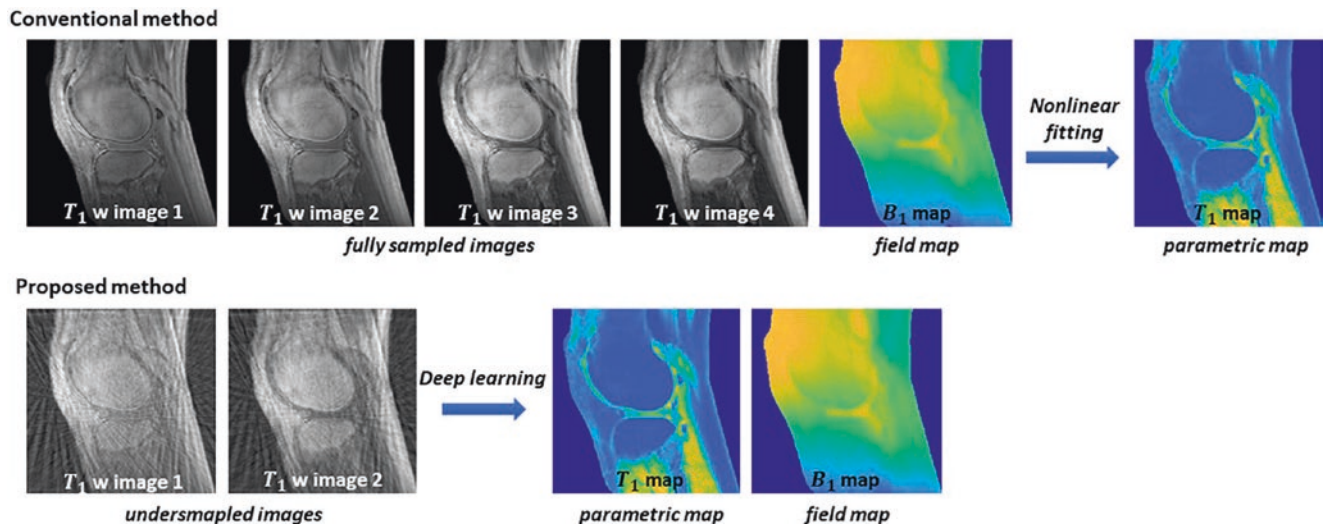 Conventional method
T₁ w image 1
T₁ w image 2
T₁ w image 3
T₁ w image 4
B₁ map
Nonlinear
fitting
T₁ map
fully sampled images
field map
parametric map
Proposed method
T₁ w image 1
T₁ w image 2
Deep learning
T₁ map
B₁ map
undersmapled images
parametric map
field map